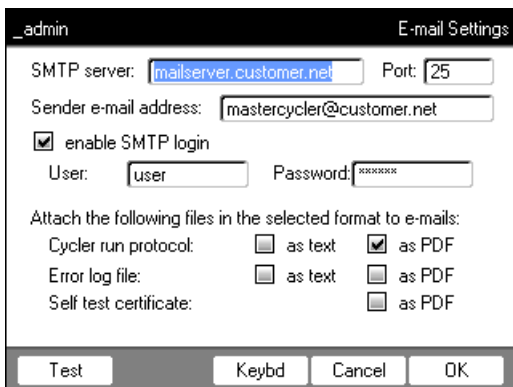 _admin E-mail Settings
SMTP server: mailserver.customer.net Port: 25
Sender e-mail address: mastercycler@customer.net
enable SMTP login
User: user Password: ******
Attach the following files in the selected format to e-mails:
Cycler run protocol: as text as PDF
Error log file: as text as PDF
Self test certificate: as PDF
Test Keybd Cancel OK